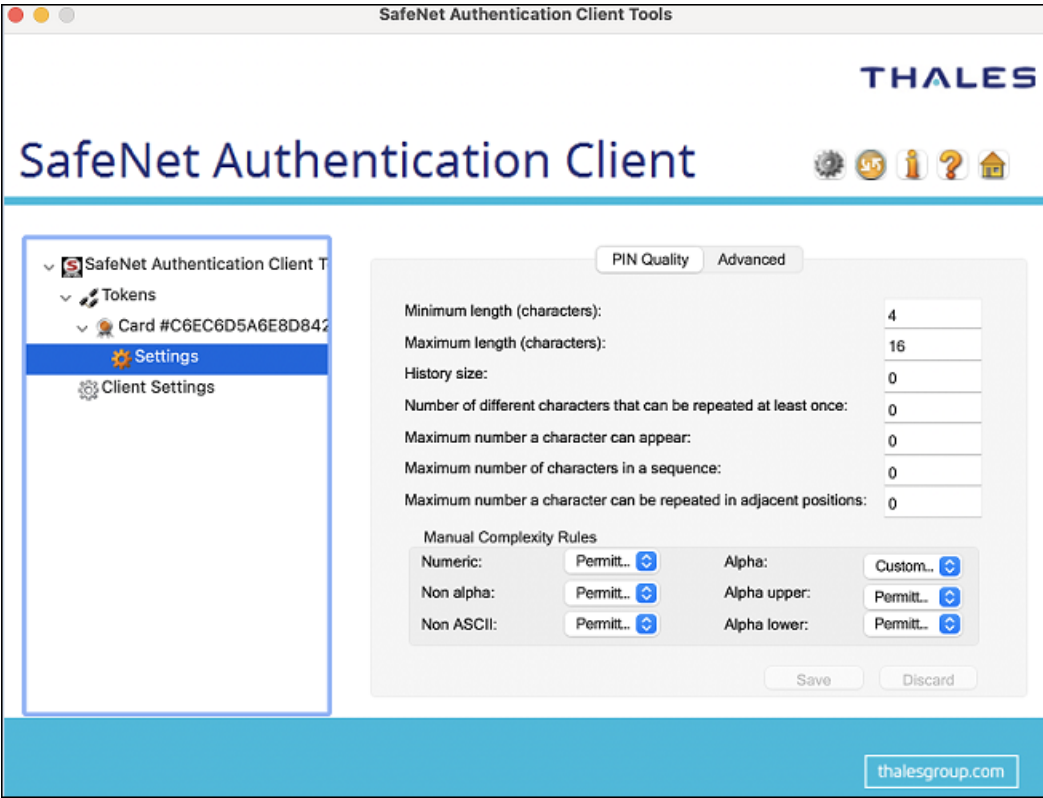 SafeNet Authentication Client Tools
THALES
SafeNet Authentication Client
SafeNet Authentication Client T
Tokens
Card #C6EC6D5A6E8D842
Settings
Client Settings
PIN Quality Advanced
Minimum length (characters): 4
Maximum length (characters): 16
History size: 0
Number of different characters that can be repeated at least once: 0
Maximum number a character can appear: 0
Maximum number of characters in a sequence: 0
Maximum number a character can be repeated in adjacent positions: 0
Manual Complexity Rules
Numeric: Permitt... Alpha: Custom...
Non alpha: Permitt... Alpha upper: Permitt...
Non ASCII: Permitt... Alpha lower: Permitt...
Save Discard
thalesgroup.com